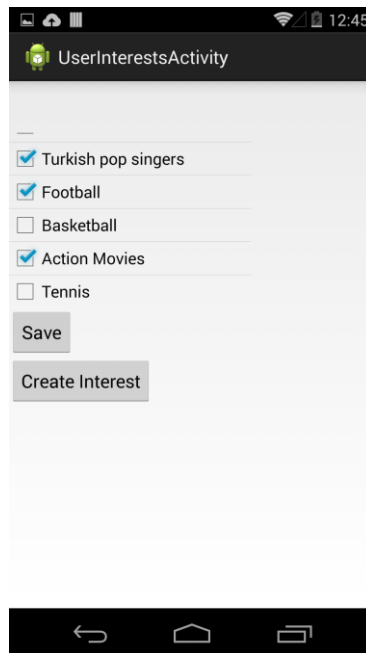 12:45
UserInterestsActivity
Turkish pop singers
Football
Basketball
Action Movies
Tennis
Save
Create Interest